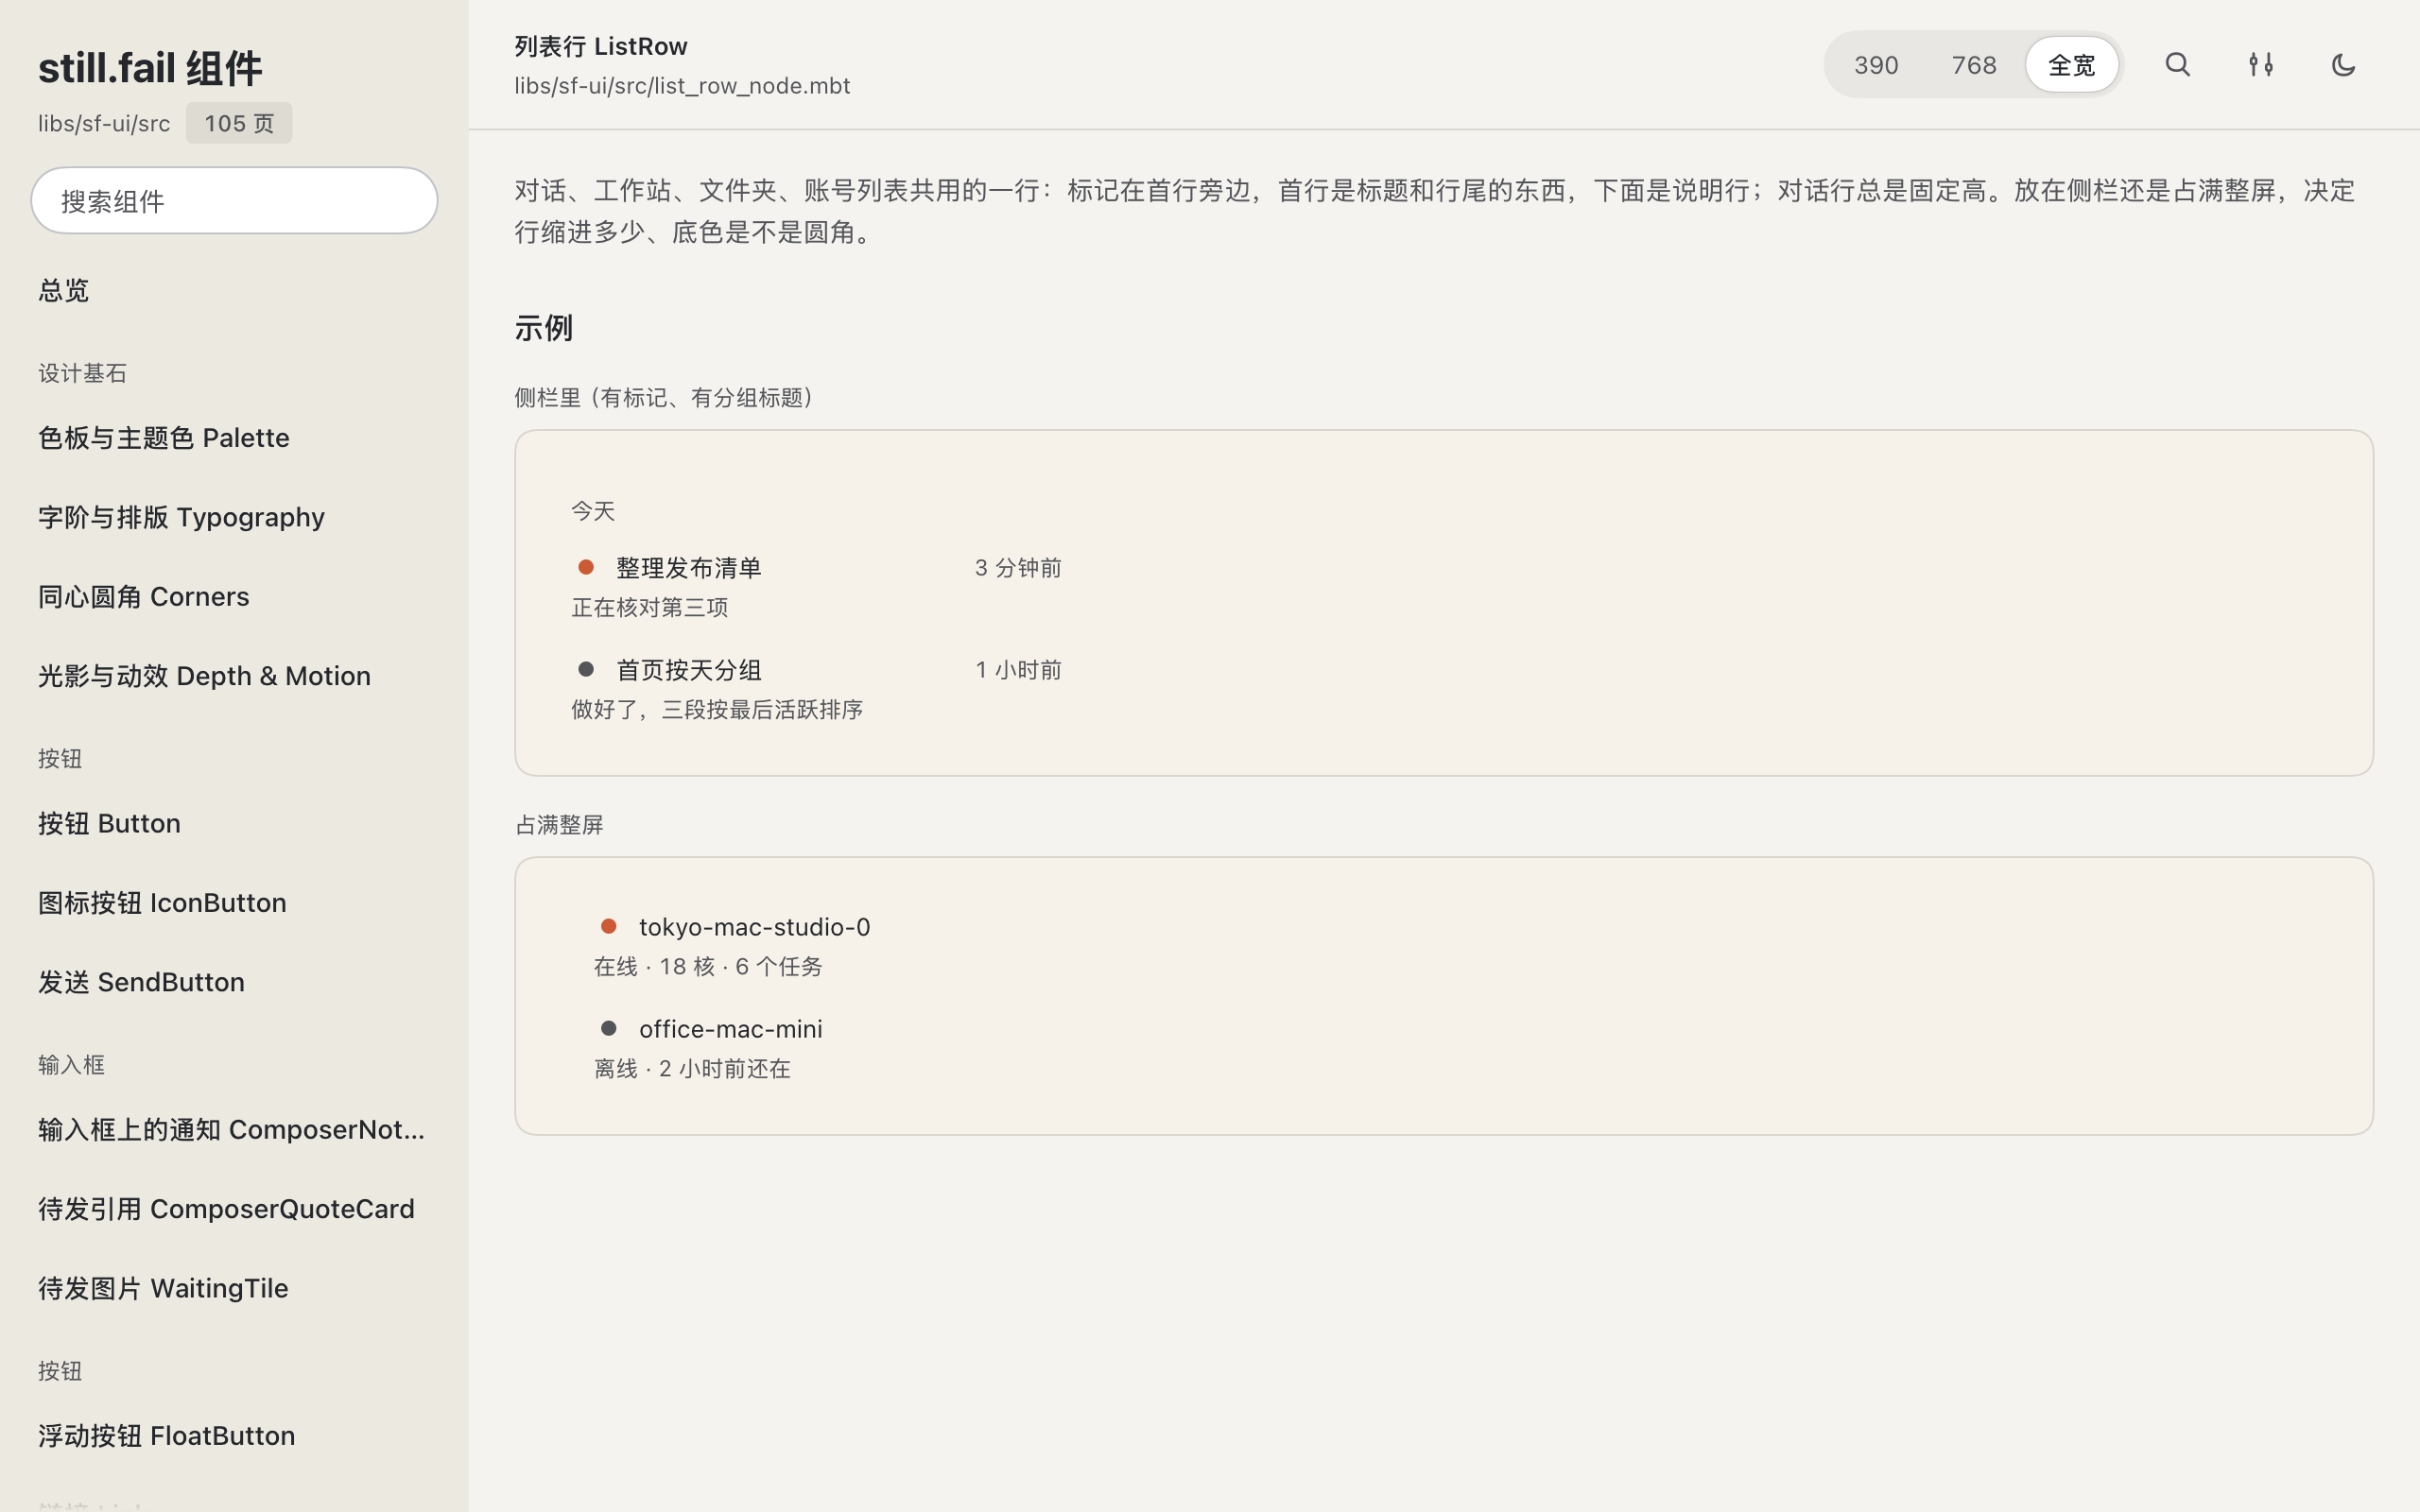 still.fail 组件
libs/sf-ui/src 105 页
搜索组件
总览
设计基石
色板与主题色 Palette
字阶与排版 Typography
同心圆角 Corners
光影与动效 Depth & Motion
按钮
按钮 Button
图标按钮 IconButton
发送 SendButton
输入框
输入框上的通知 ComposerNot...
待发引用 ComposerQuoteCard
待发图片 WaitingTile
按钮
浮动按钮 FloatButton
列表行 ListRow
libs/sf-ui/src/list_row_node.mbt
390 768 全宽
对话、工作站、文件夹、账号列表共用的一行：标记在首行旁边，首行是标题和行尾的东西，下面是说明行；对话行总是固定高。放在侧栏还是占满整屏，决定
行缩进多少、底色是不是圆角。
示例
侧栏里（有标记、有分组标题）
今天
整理发布清单 3 分钟前
正在核对第三项
首页按天分组 1 小时前
做好了，三段按最后活跃排序
占满整屏
tokyo-mac-studio-0
在线 · 18 核 · 6 个任务
office-mac-mini
离线 · 2 小时前还在